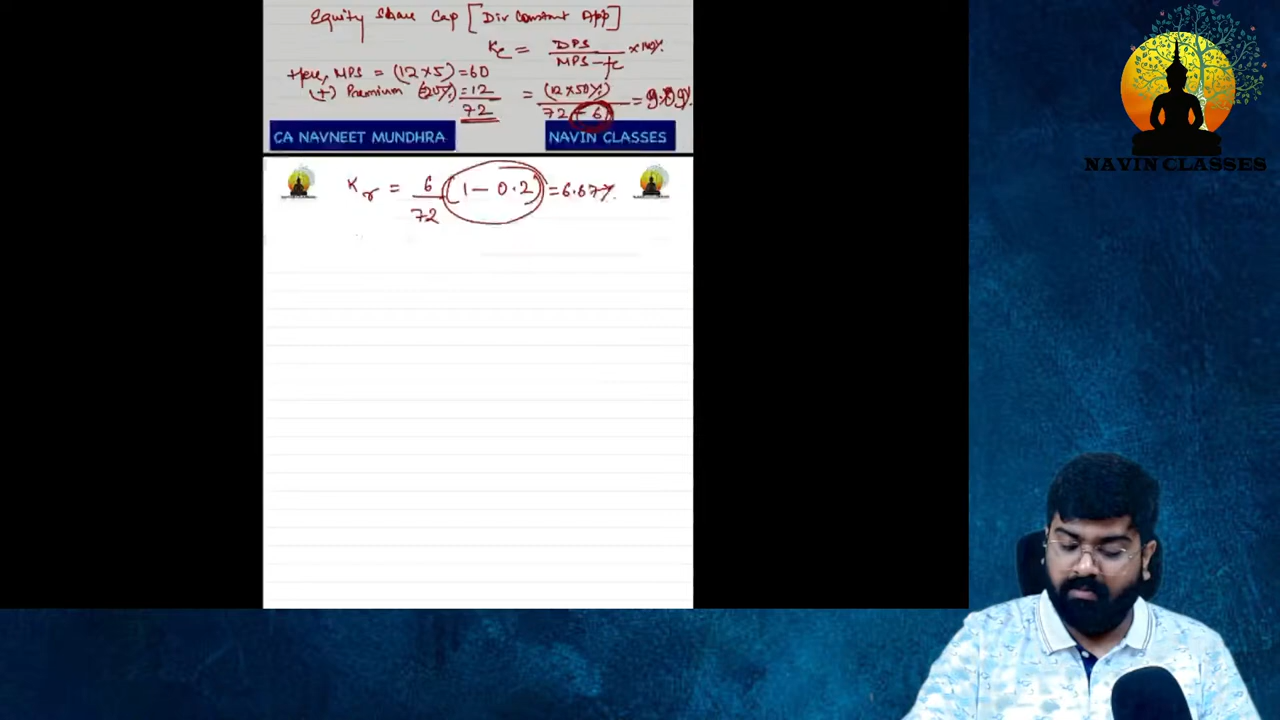 Equity Share Cap [Div Constant App]
Ke = DPS / MPS - fc × 100%
Here, MPS = (12 × 5) = 60
(+) Premium (20%) = 12
72
= (12 × 50%) / 72 - 6 = 9.09%
CA NAVNEET MUNDHRA
NAVIN CLASSES
NAVIN CLASSES
Kr = 6 / 72 (1 - 0.2) = 6.67%